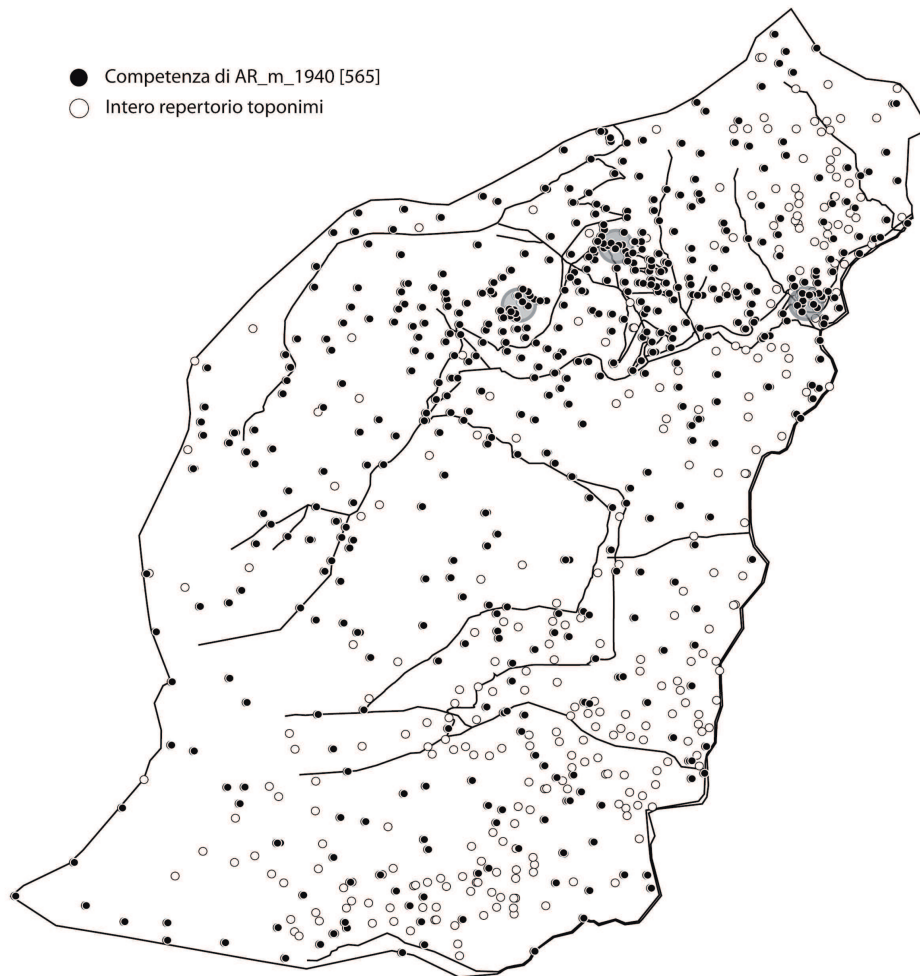 Competenza di AR_m_1940 [565]
Intero repertorio toponimi